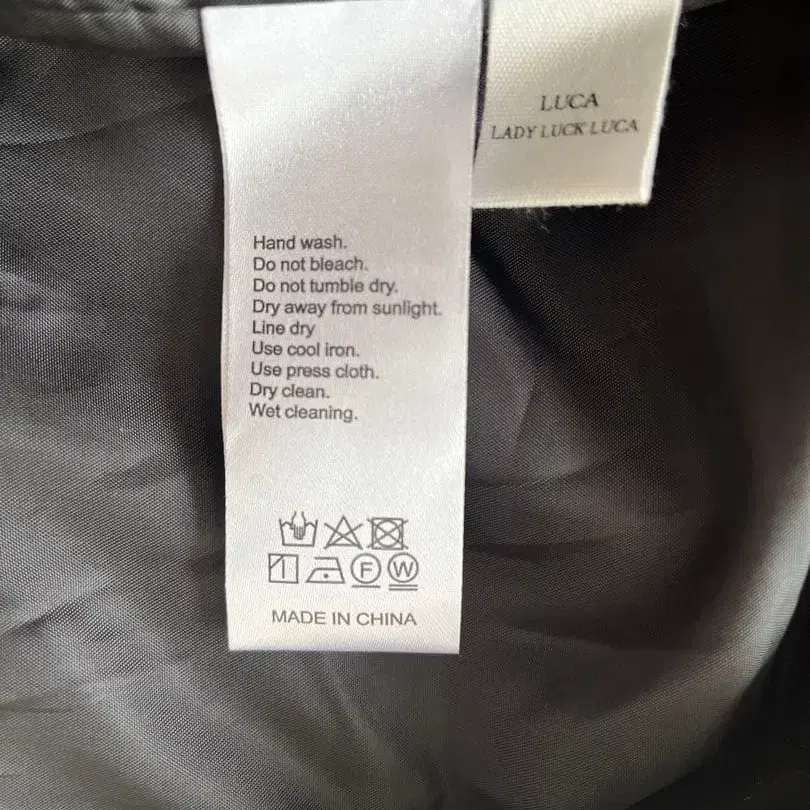 LUCA
LADY LUCK LUCA
Hand wash.
Do not bleach.
Do not tumble dry.
Dry away from sunlight.
Line dry
Use cool iron.
Use press cloth.
Dry clean.
Wet cleaning.
F W
MADE IN CHINA